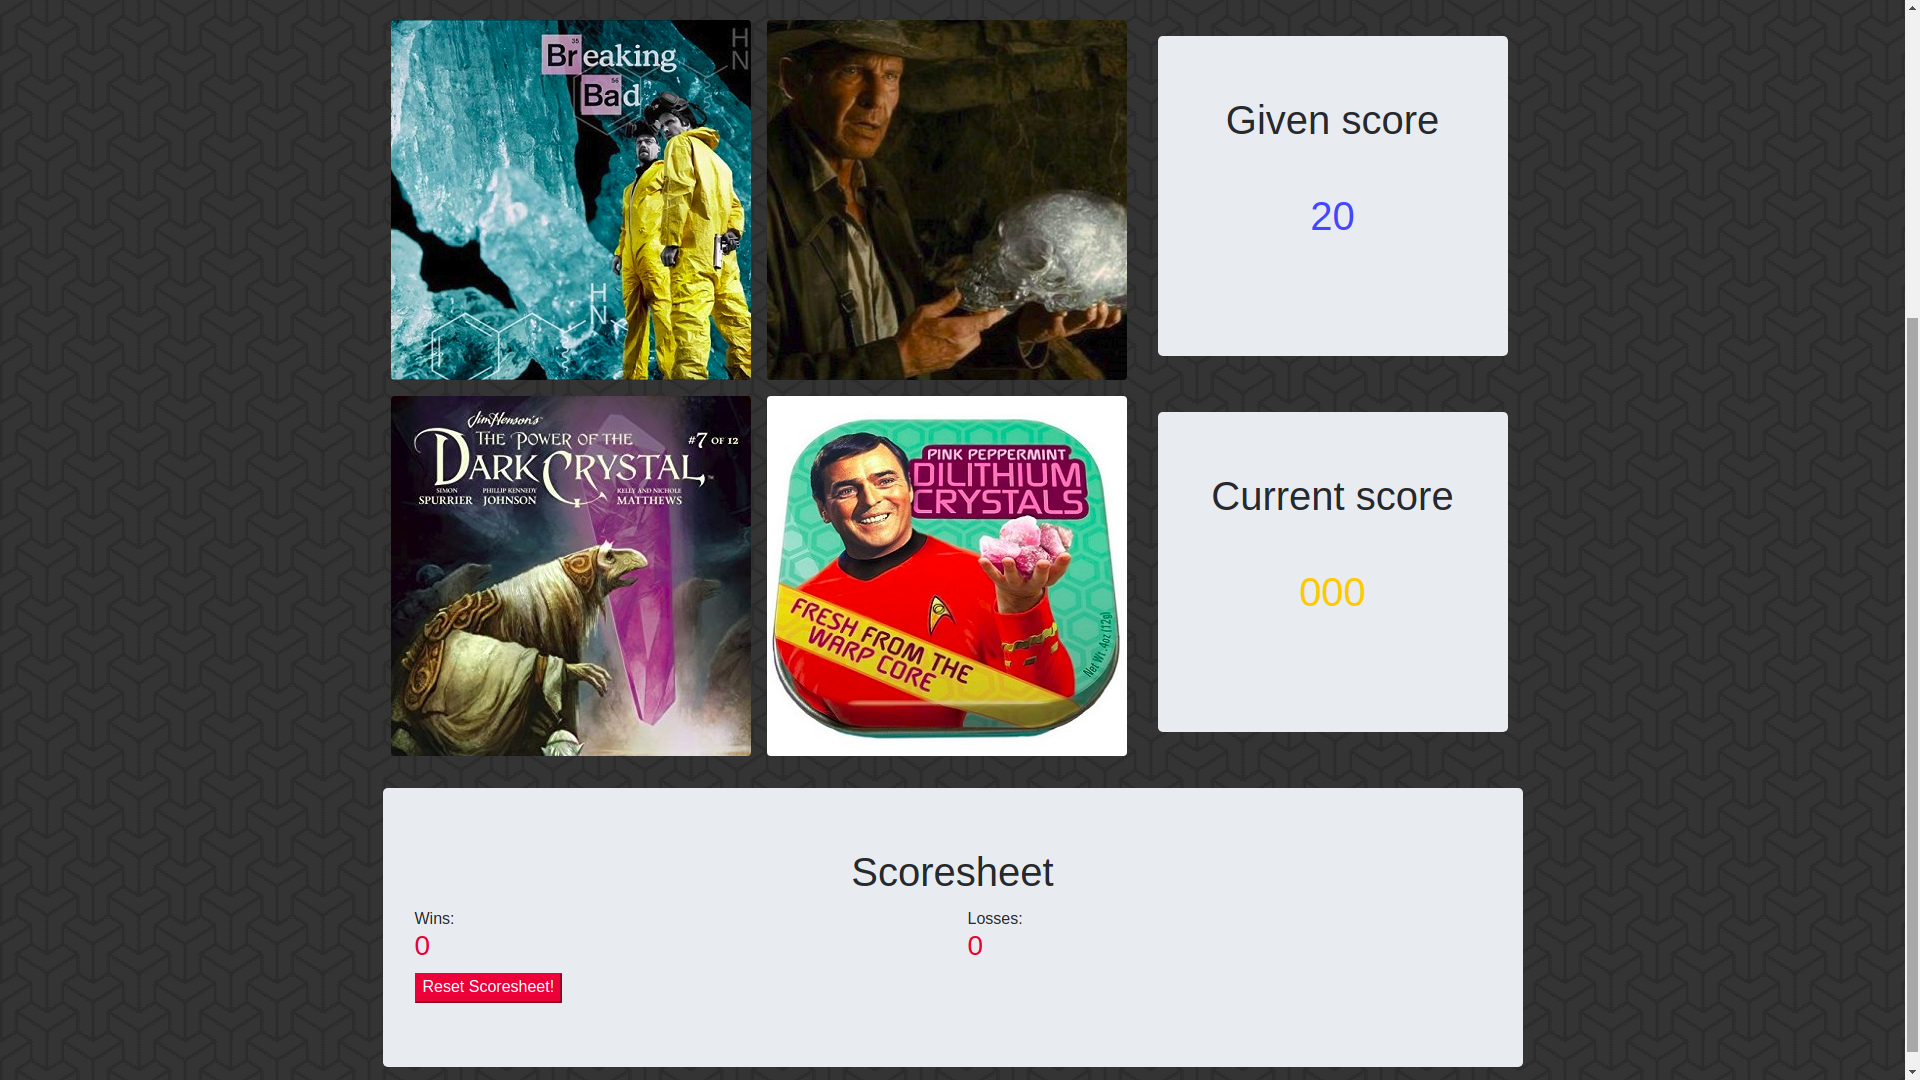 Breaking
Bad
35
56
H
N
H
N
Given score
20
Jim Henson's
THE POWER OF THE
DARK CRYSTAL™
#7 OF 12
SIMON
SPURRIER
PHILLIP KENNEDY
JOHNSON
KELLY AND NICHOLE
MATTHEWS
PINK PEPPERMINT
DILITHIUM
CRYSTALS
FRESH FROM THE
WARP CORE
Net Wt .4oz (12g)
Current score
000
Scoresheet
Wins:
0
Losses:
0
Reset Scoresheet!